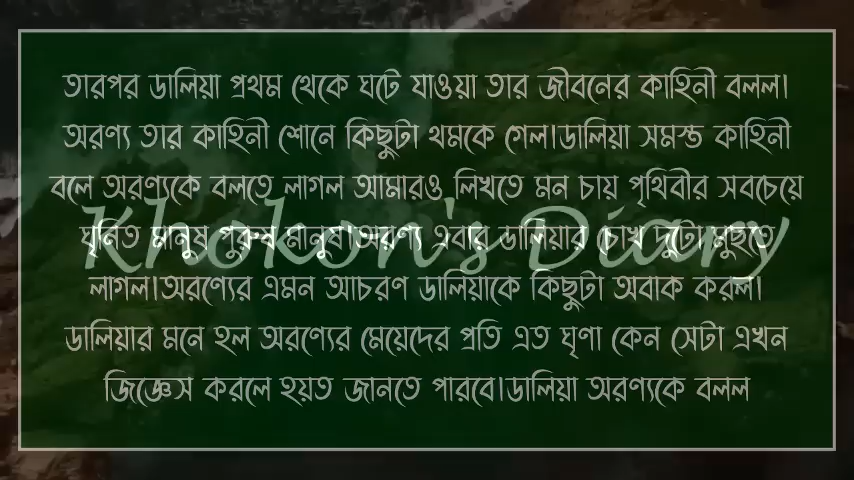 তারপর ডালিয়া প্রথম থেকে ঘটে যাওয়া তার জীবনের কাহিনী বলল।
অরণ্য তার কাহিনী শোনে কিছুটা থমকে গেল।ডালিয়া সমস্ত কাহিনী
বলে অরণ্যকে বলতে লাগল আমারও লিখতে মন চায় পৃথিবীর সবচেয়ে
ঘৃনিত মানুষ পুরুষ মানুষ।অরণ্য এবার ডালিয়ার চোখ দুটো মুছতে
লাগল।অরণ্যের এমন আচরণ ডালিয়াকে কিছুটা অবাক করল।
ডালিয়ার মনে হল অরণ্যের মেয়েদের প্রতি এত ঘৃণা কেন সেটা এখন
জিজ্ঞেস করলে হয়ত জানতে পারবে।ডালিয়া অরণ্যকে বলল
Khokon's Diary